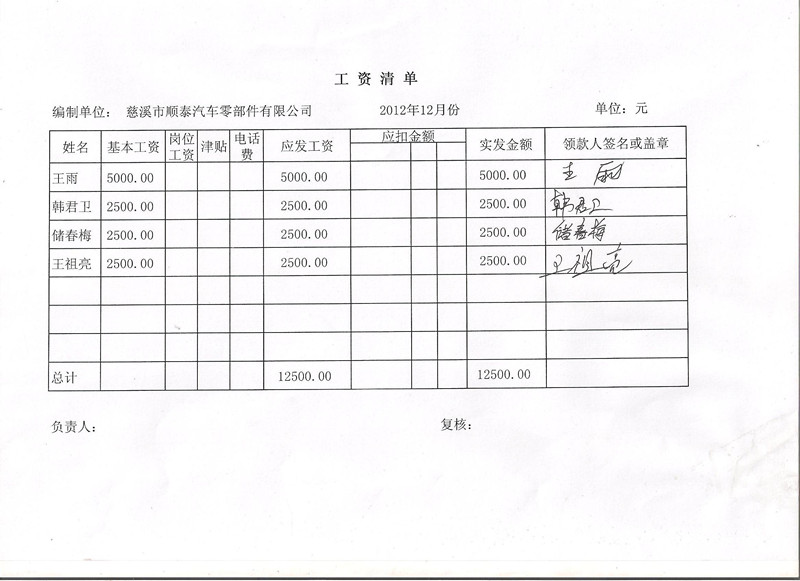 工 资 清 单
编制单位： 慈溪市顺泰汽车零部件有限公司 2012年12月份 单位：元
姓名 基本工资 岗位工资 津贴 电话费 应发工资 应扣金额 实发金额 领款人签名或盖章
王雨 5000.00 5000.00 5000.00 王雨
韩君卫 2500.00 2500.00 2500.00 韩君卫
储春梅 2500.00 2500.00 2500.00 储春梅
王祖亮 2500.00 2500.00 2500.00 王祖亮
总计 12500.00 12500.00
负责人： 复核：